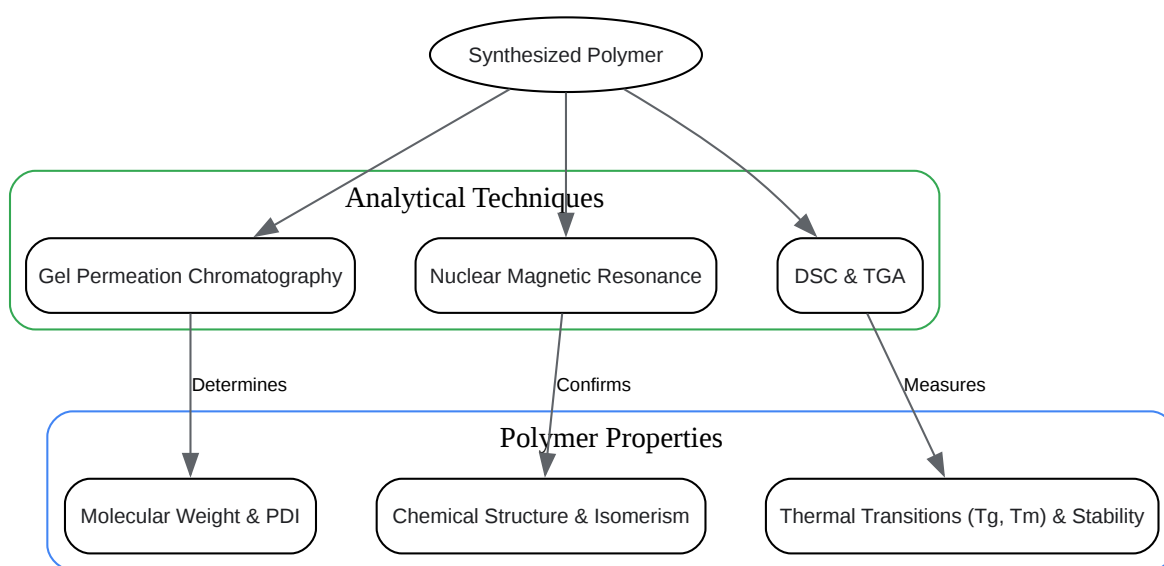 Synthesized Polymer
Analytical Techniques
Gel Permeation Chromatography
Nuclear Magnetic Resonance
DSC & TGA
Determines
Confirms
Measures
Polymer Properties
Molecular Weight & PDI
Chemical Structure & Isomerism
Thermal Transitions (Tg, Tm) & Stability